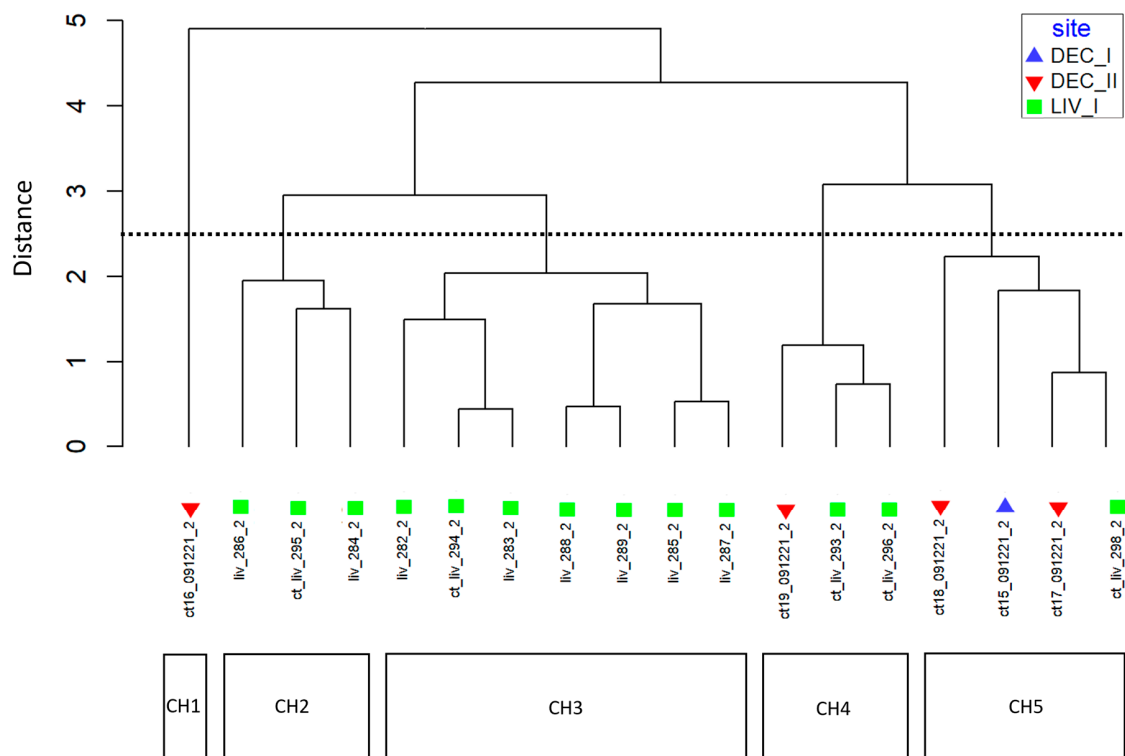 5
4
3
2
1
0
Distance
site
DEC_I
DEC_II
LIV_I
ct16_091221_2
liv_286_2
ct_liv_295_2
liv_284_2
liv_282_2
ct_liv_294_2
liv_283_2
liv_288_2
liv_289_2
liv_285_2
liv_287_2
ct19_091221_2
ct_liv_293_2
ct_liv_296_2
ct18_091221_2
ct15_091221_2
ct17_091221_2
ct_liv_298_2
CH1
CH2
CH3
CH4
CH5